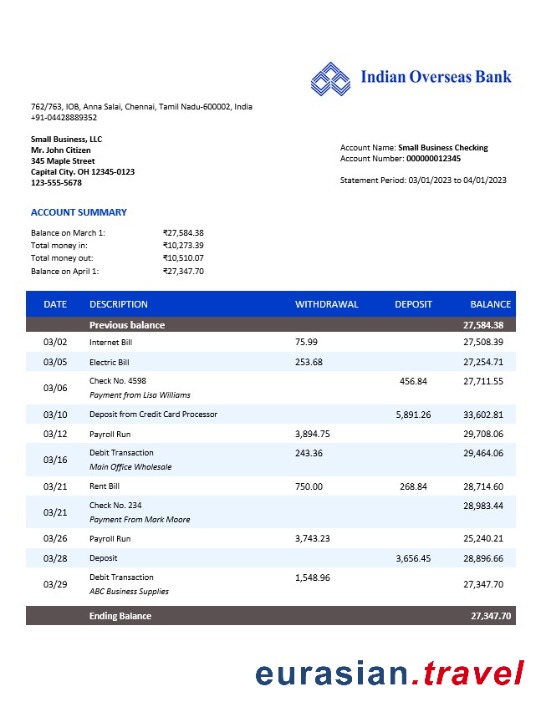 Indian Overseas Bank
762/763, IOB, Anna Salai, Chennai, Tamil Nadu-600002, India
+91-04428889352
Small Business, LLC
Mr. John Citizen
345 Maple Street
Capital City. OH 12345-0123
123-555-5678
Account Name: Small Business Checking
Account Number: 000000012345
Statement Period: 03/01/2023 to 04/01/2023
ACCOUNT SUMMARY
Balance on March 1: ₹27,584.38
Total money in: ₹10,273.39
Total money out: ₹10,510.07
Balance on April 1: ₹27,347.70
DATE DESCRIPTION WITHDRAWAL DEPOSIT BALANCE
Previous balance 27,584.38
03/02 Internet Bill 75.99 27,508.39
03/05 Electric Bill 253.68 27,254.71
03/06 Check No. 4598 456.84 27,711.55
Payment from Lisa Williams
03/10 Deposit from Credit Card Processor 5,891.26 33,602.81
03/12 Payroll Run 3,894.75 29,708.06
03/16 Debit Transaction 243.36 29,464.06
Main Office Wholesale
03/21 Rent Bill 750.00 268.84 28,714.60
03/21 Check No. 234 28,983.44
Payment From Mark Moore
03/26 Payroll Run 3,743.23 25,240.21
03/28 Deposit 3,656.45 28,896.66
03/29 Debit Transaction 1,548.96 27,347.70
ABC Business Supplies
Ending Balance 27,347.70
eurasian.travel